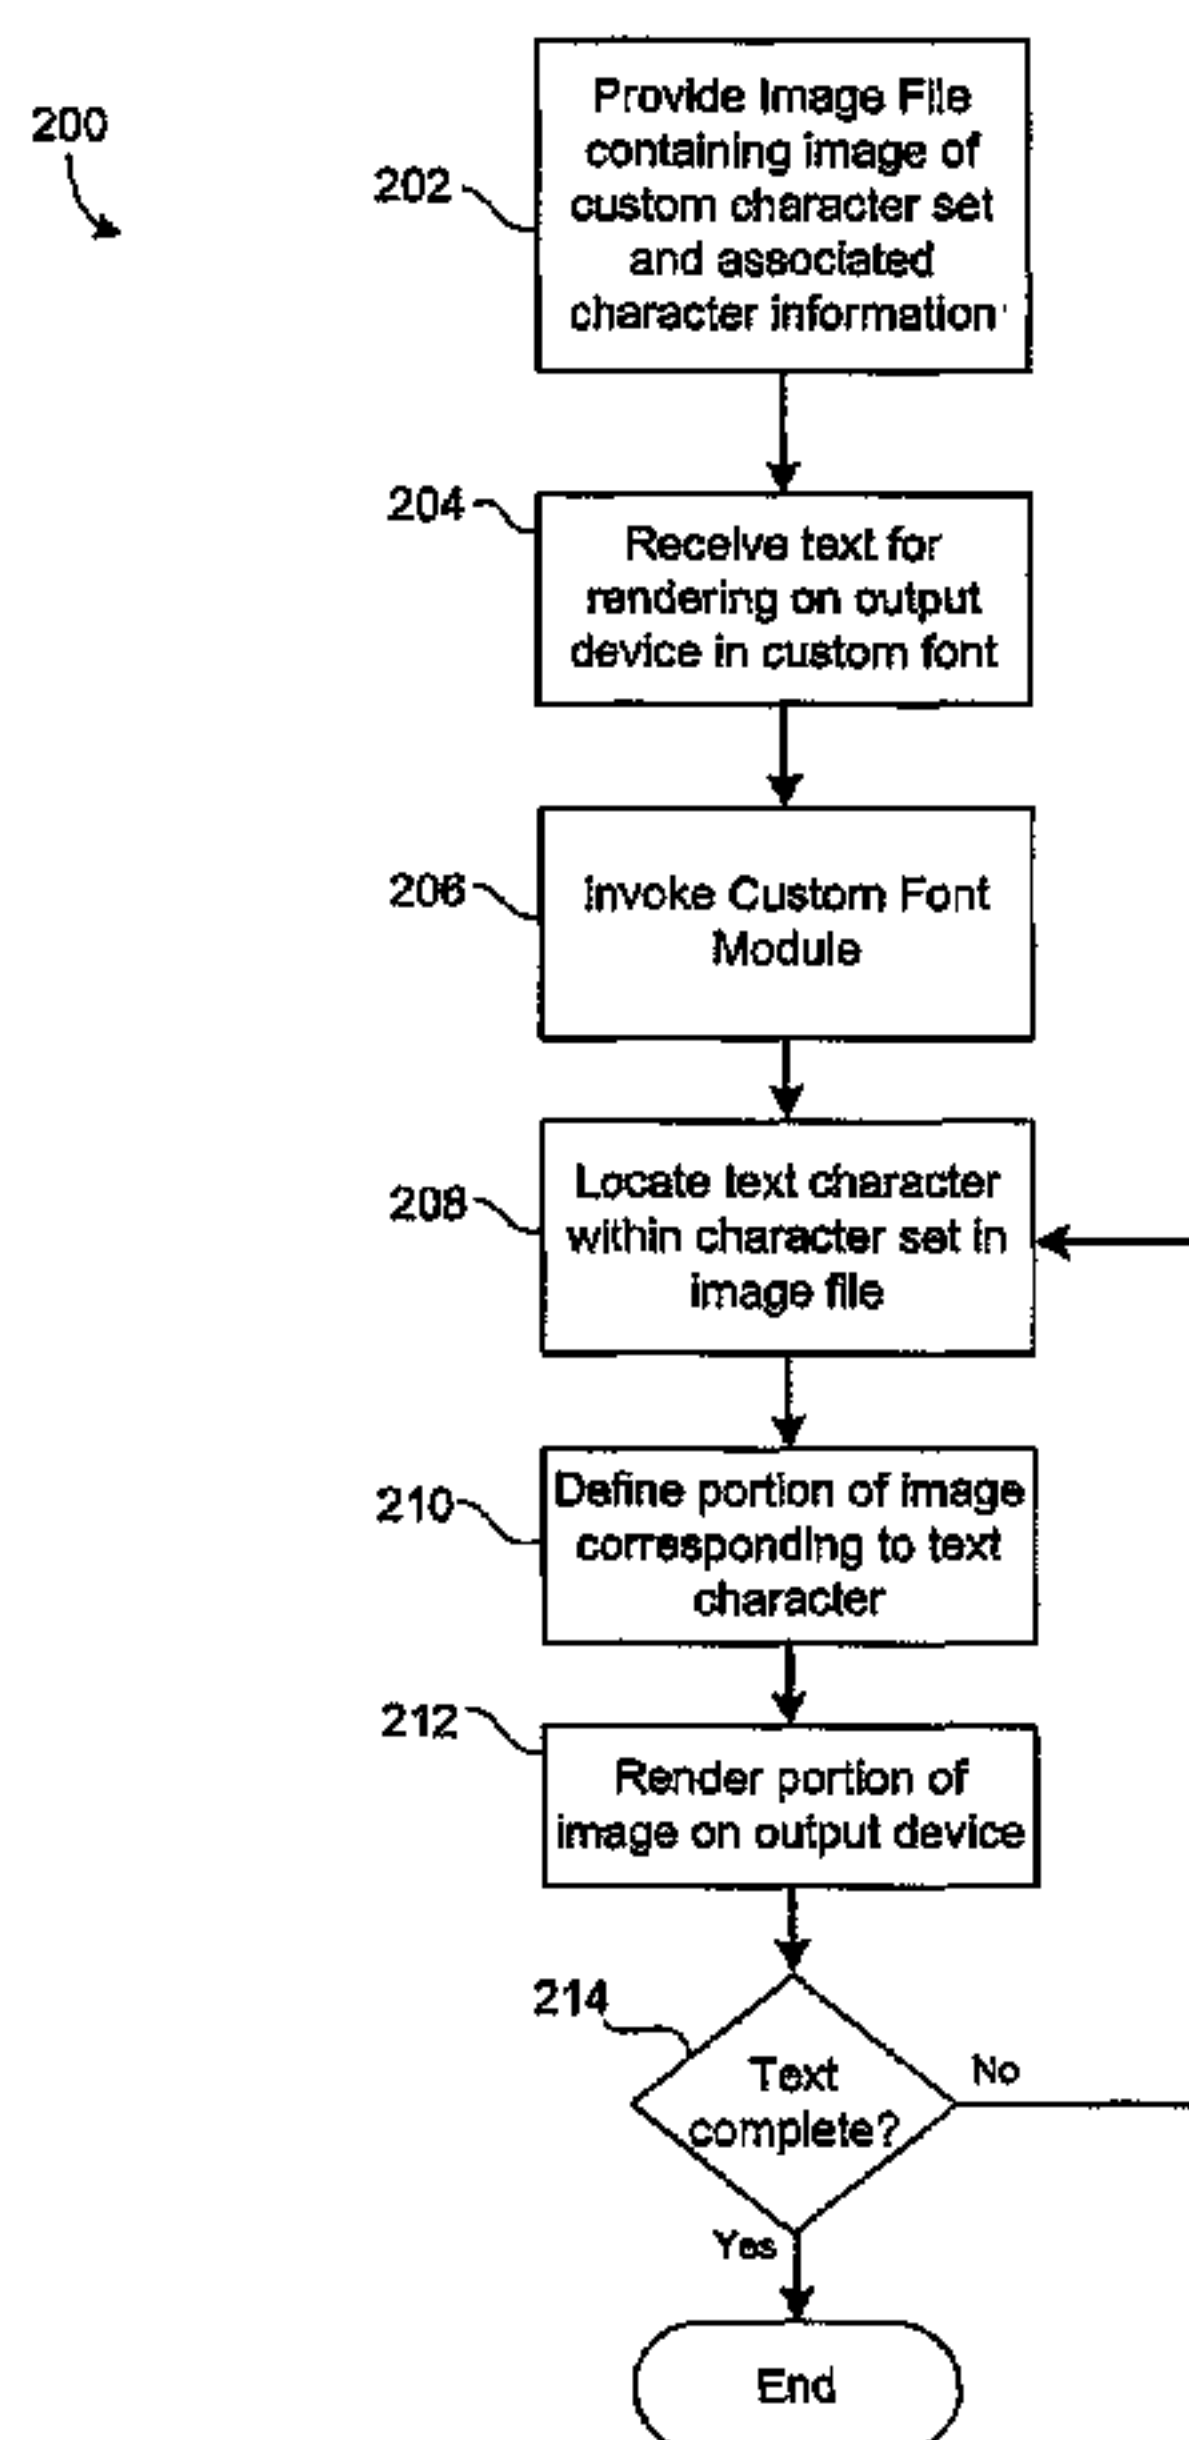 200
202
Provide Image File
containing image of
custom character set
and associated
character information
204
Receive text for
rendering on output
device in custom font
206
Invoke Custom Font
Module
208
Locate text character
within character set in
image file
210
Define portion of image
corresponding to text
character
212
Render portion of
image on output device
214
Text
complete?
No
Yes
End